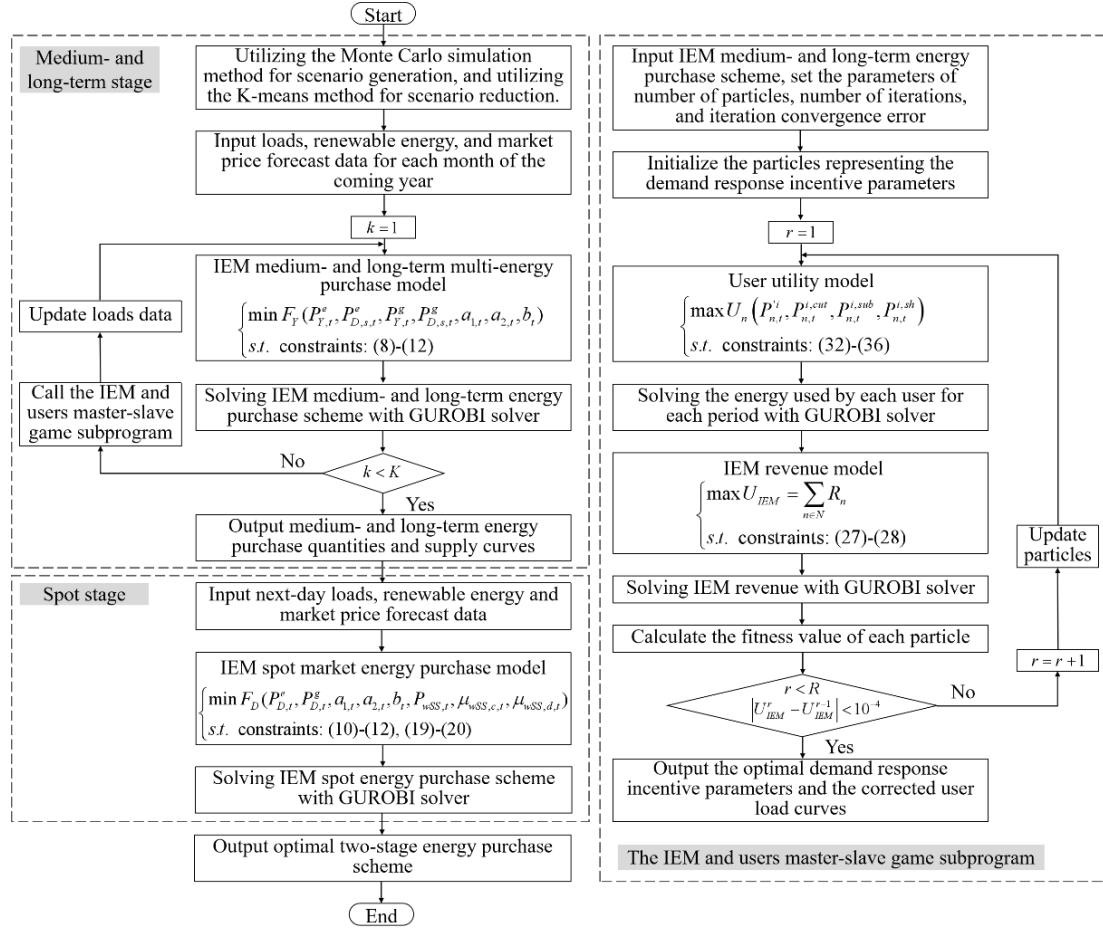 Start
Medium- and
long-term stage
Utilizing the Monte Carlo simulation
method for scenario generation, and utilizing
the K-means method for scenario reduction.
Input loads, renewable energy, and market
price forecast data for each month of the
coming year
k = 1
IEM medium- and long-term multi-energy
purchase model
{ min F_Y (P^e_{Y,t}, P^e_{D,s,t}, P^g_{Y,t}, P^g_{D,s,t}, a_{1,t}, a_{2,t}, b_t)
s.t. constraints: (8)-(12)
Update loads data
Call the IEM and
users master-slave
game subprogram
Solving IEM medium- and long-term energy
purchase scheme with GUROBI solver
No
k < K
Yes
Output medium- and long-term energy
purchase quantities and supply curves
Spot stage
Input next-day loads, renewable energy and
market price forecast data
IEM spot market energy purchase model
{ min F_D (P^e_{D,t}, P^g_{D,t}, a_{1,t}, a_{2,t}, b_t, P_{wSS,t}, μ_{wSS,c,t}, μ_{wSS,d,t})
s.t. constraints: (10)-(12), (19)-(20)
Solving IEM spot energy purchase scheme
with GUROBI solver
Output optimal two-stage energy purchase
scheme
End
Input IEM medium- and long-term energy
purchase scheme, set the parameters of
number of particles, number of iterations,
and iteration convergence error
Initialize the particles representing the
demand response incentive parameters
r = 1
User utility model
{ max U_n (P'^i_{n,t}, P^{i,cut}_{n,t}, P^{i,sub}_{n,t}, P^{i,sh}_{n,t})
s.t. constraints: (32)-(36)
Solving the energy used by each user for
each period with GUROBI solver
IEM revenue model
{ max U_{IEM} = ∑_{n∈N} R_n
s.t. constraints: (27)-(28)
Update
particles
Solving IEM revenue with GUROBI solver
Calculate the fitness value of each particle
r = r + 1
r < R
|U^r_{IEM} − U^{r−1}_{IEM}| < 10^{-4}
No
Yes
Output the optimal demand response
incentive parameters and the corrected user
load curves
The IEM and users master-slave game subprogram